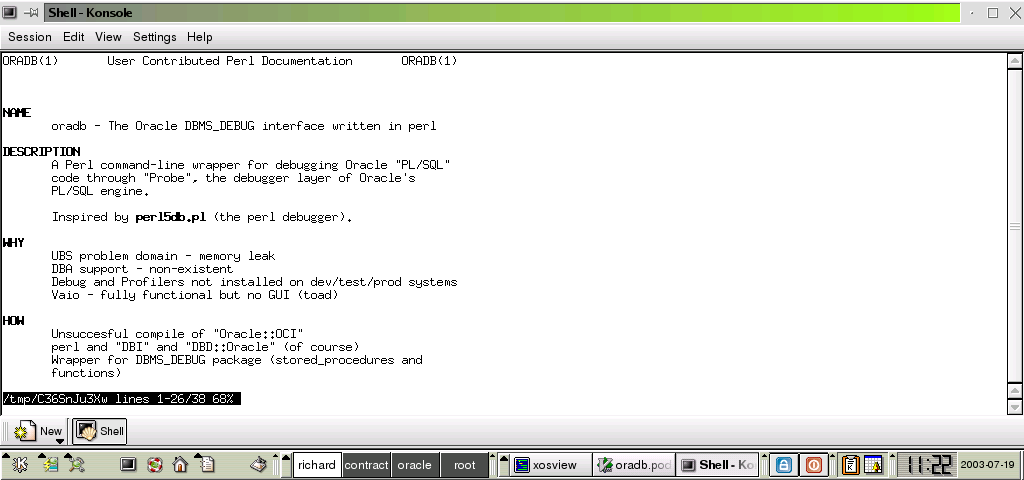 Shell - Konsole
Session Edit View Settings Help
ORADB(1) User Contributed Perl Documentation ORADB(1)
NAME
oradb - The Oracle DBMS_DEBUG interface written in perl
DESCRIPTION
A Perl command-line wrapper for debugging Oracle "PL/SQL"
code through "Probe", the debugger layer of Oracle's
PL/SQL engine.
Inspired by perl5db.pl (the perl debugger).
WHY
UBS problem domain - memory leak
DBA support - non-existent
Debug and Profilers not installed on dev/test/prod systems
Vaio - fully functional but no GUI (toad)
HOW
Unsuccesful compile of "Oracle::OCI"
perl and "DBI" and "DBD::Oracle" (of course)
Wrapper for DBMS_DEBUG package (stored_procedures and
functions)
/tmp/C36SnJu3Xw lines 1-26/38 68%
New Shell
richard contract oracle root xosview oradb.pod Shell - Ko 11:22 2003-07-19